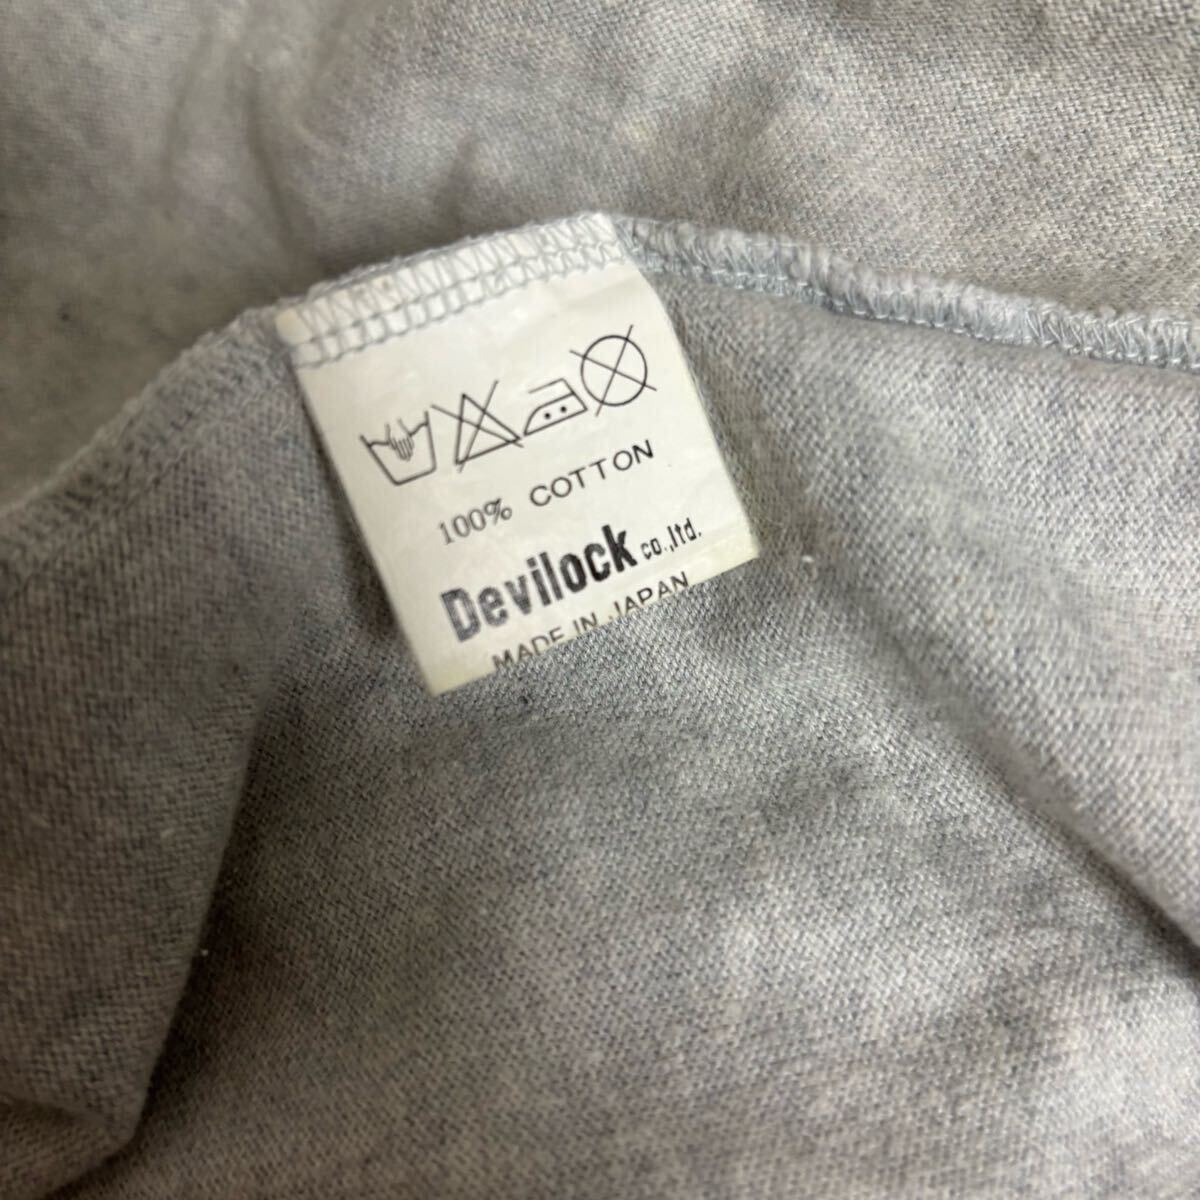 100% COTTON
Devilock co.,ltd.
MADE IN JAPAN